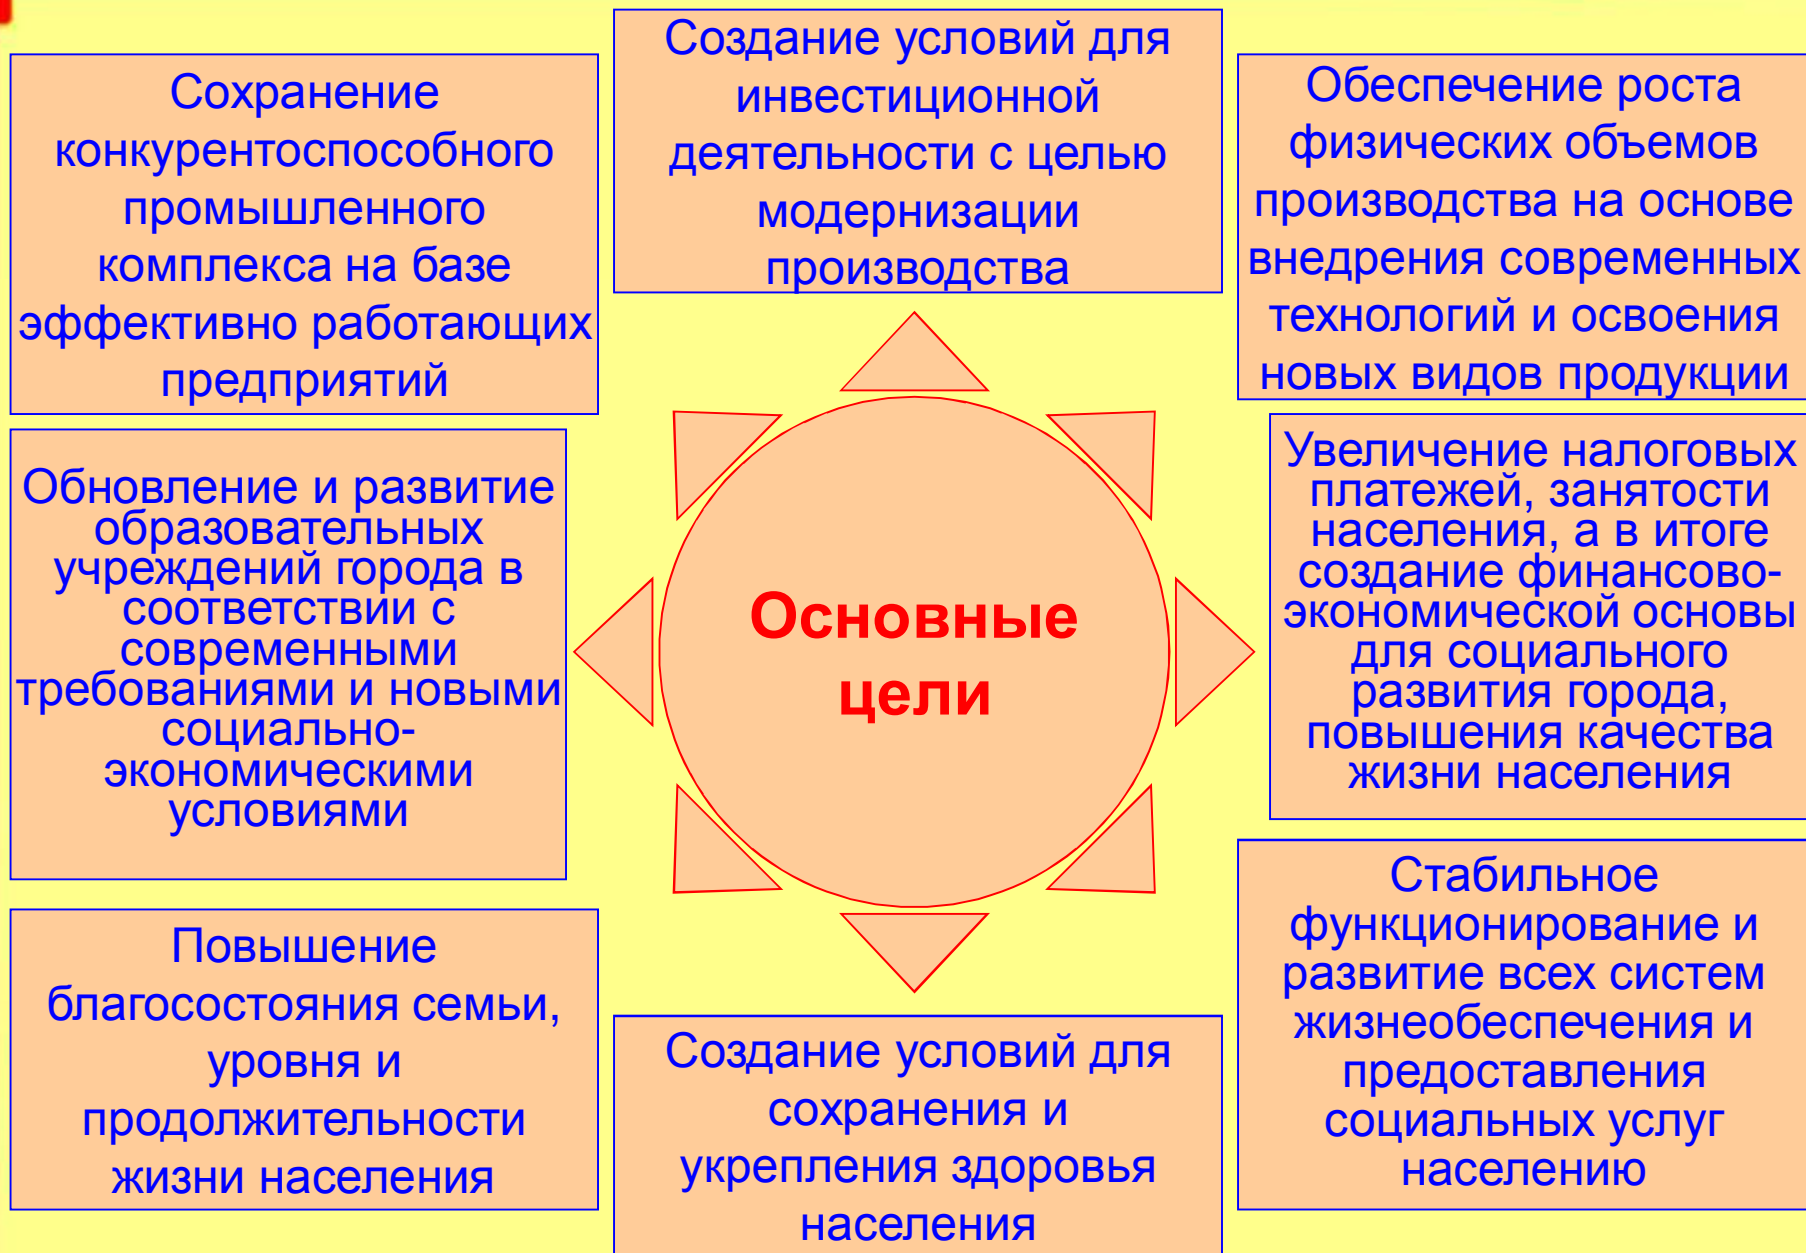 Сохранение
конкурентоспособного
промышленного
комплекса на базе
эффективно работающих
предприятий
Создание условий для
инвестиционной
деятельности с целью
модернизации
производства
Обеспечение роста
физических объемов
производства на основе
внедрения современных
технологий и освоения
новых видов продукции
Обновление и развитие
образовательных
учреждений города в
соответствии с
современными
требованиями и новыми
социально-
экономическими
условиями
Основные
цели
Увеличение налоговых
платежей, занятости
населения, а в итоге
создание финансово-
экономической основы
для социального
развития города,
повышения качества
жизни населения
Повышение
благосостояния семьи,
уровня и
продолжительности
жизни населения
Создание условий для
сохранения и
укрепления здоровья
населения
Стабильное
функционирование и
развитие всех систем
жизнеобеспечения и
предоставления
социальных услуг
населению